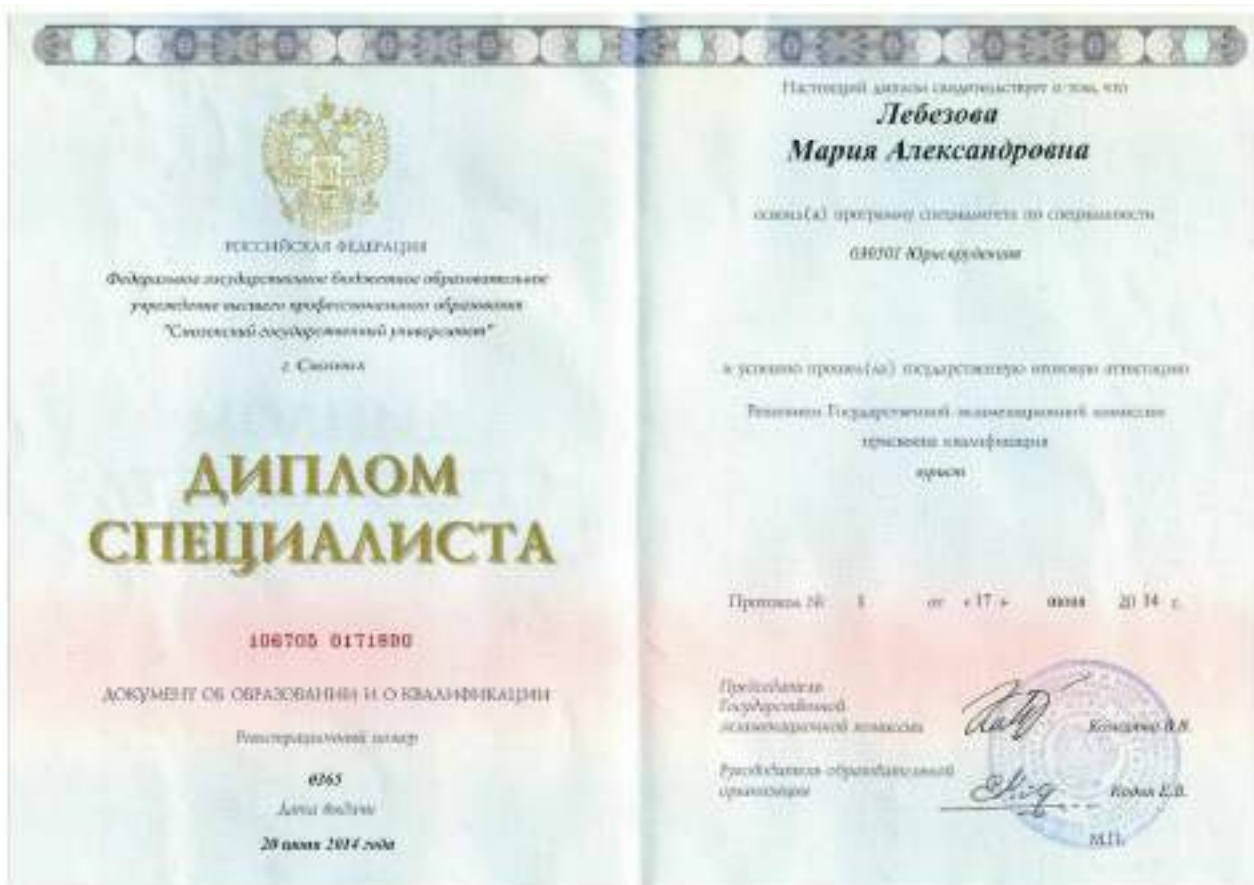 РОССИЙСКАЯ ФЕДЕРАЦИЯ
Федеральное государственное бюджетное образовательное
учреждение высшего профессионального образования
"Смоленский государственный университет"
г. Смоленск
ДИПЛОМ
СПЕЦИАЛИСТА
106705 0171890
ДОКУМЕНТ ОБ ОБРАЗОВАНИИ И О КВАЛИФИКАЦИИ
Регистрационный номер
0365
Дата выдачи
20 июня 2014 года
Настоящий диплом свидетельствует о том, что
Лебезова
Мария Александровна
освоил(а) программу специалитета по специальности
030501 Юриспруденция
и успешно прошел(ла) государственную итоговую аттестацию
Решением Государственной экзаменационной комиссии
присвоена квалификация
юрист
Протокол № от «17» июня 20 14 г.
Председатель
Государственной
экзаменационной комиссии
Руководитель образовательной
организации
Кодин Е.В.
М.П.